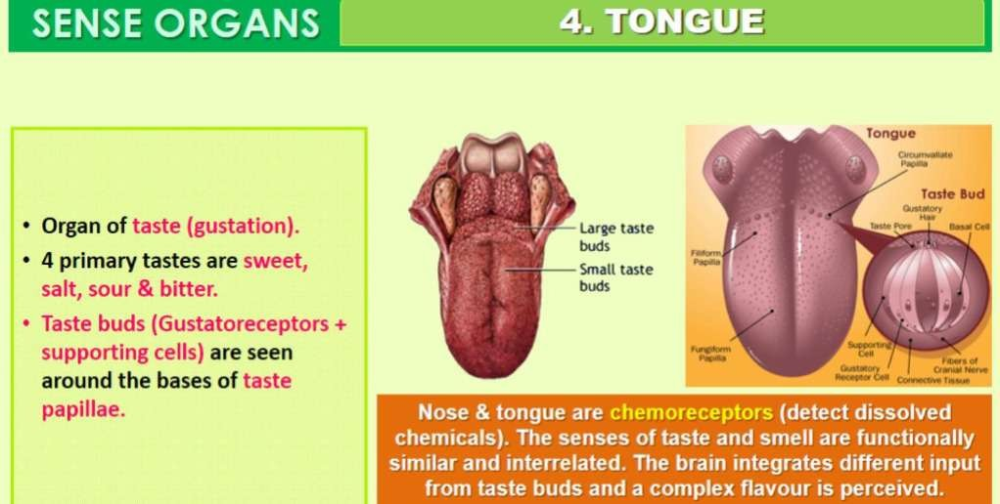 SENSE ORGANS
4. TONGUE
• Organ of taste (gustation).
• 4 primary tastes are sweet,
salt, sour & bitter.
• Taste buds (Gustatoreceptors +
supporting cells) are seen
around the bases of taste
papillae.
Large taste
buds
Small taste
buds
Tongue
Circumvallate
Papilla
Taste Bud
Gustatory
Hair
Taste Pore
Basal Cell
Filiform
Papilla
Fungiform
Papilla
Supporting
Cell
Gustatory
Receptor Cell
Connective Tissue
Fibers of
Cranial Nerve
Nose & tongue are chemoreceptors (detect dissolved
chemicals). The senses of taste and smell are functionally
similar and interrelated. The brain integrates different input
from taste buds and a complex flavour is perceived.